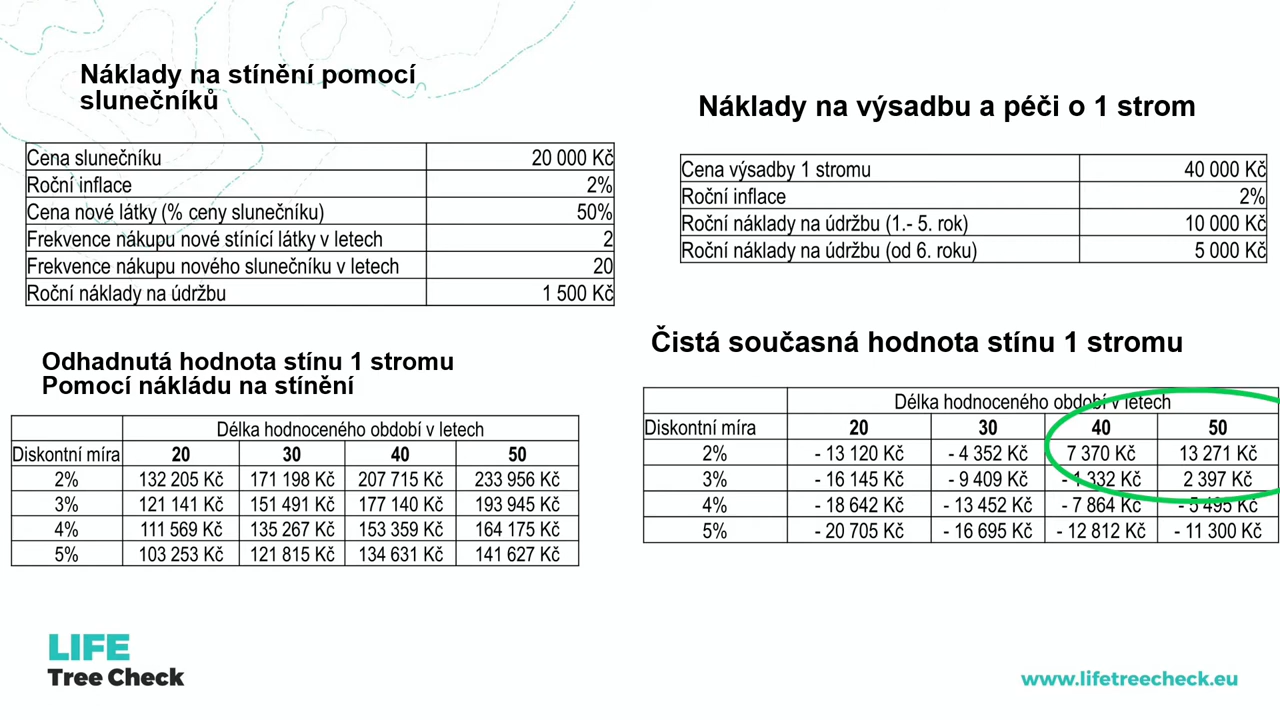 Náklady na stínění pomocí
slunečníků
Cena slunečníku 20 000 Kč
Roční inflace 2%
Cena nové látky (% ceny slunečníku) 50%
Frekvence nákupu nové stínící látky v letech 2
Frekvence nákupu nového slunečníku v letech 20
Roční náklady na údržbu 1 500 Kč
Náklady na výsadbu a péči o 1 strom
Cena výsadby 1 stromu 40 000 Kč
Roční inflace 2%
Roční náklady na údržbu (1.- 5. rok) 10 000 Kč
Roční náklady na údržbu (od 6. roku) 5 000 Kč
Odhadnutá hodnota stínu 1 stromu
Pomocí nákládu na stínění
Délka hodnoceného období v letech
Diskontní míra 20 30 40 50
2% 132 205 Kč 171 198 Kč 207 715 Kč 233 956 Kč
3% 121 141 Kč 151 491 Kč 177 140 Kč 193 945 Kč
4% 111 569 Kč 135 267 Kč 153 359 Kč 164 175 Kč
5% 103 253 Kč 121 815 Kč 134 631 Kč 141 627 Kč
Čistá současná hodnota stínu 1 stromu
Délka hodnoceného období v letech
Diskontní míra 20 30 40 50
2% - 13 120 Kč - 4 352 Kč 7 370 Kč 13 271 Kč
3% - 16 145 Kč - 9 409 Kč - 1 332 Kč 2 397 Kč
4% - 18 642 Kč - 13 452 Kč - 7 864 Kč - 5 495 Kč
5% - 20 705 Kč - 16 695 Kč - 12 812 Kč - 11 300 Kč
LIFE
Tree Check
www.lifetreecheck.eu